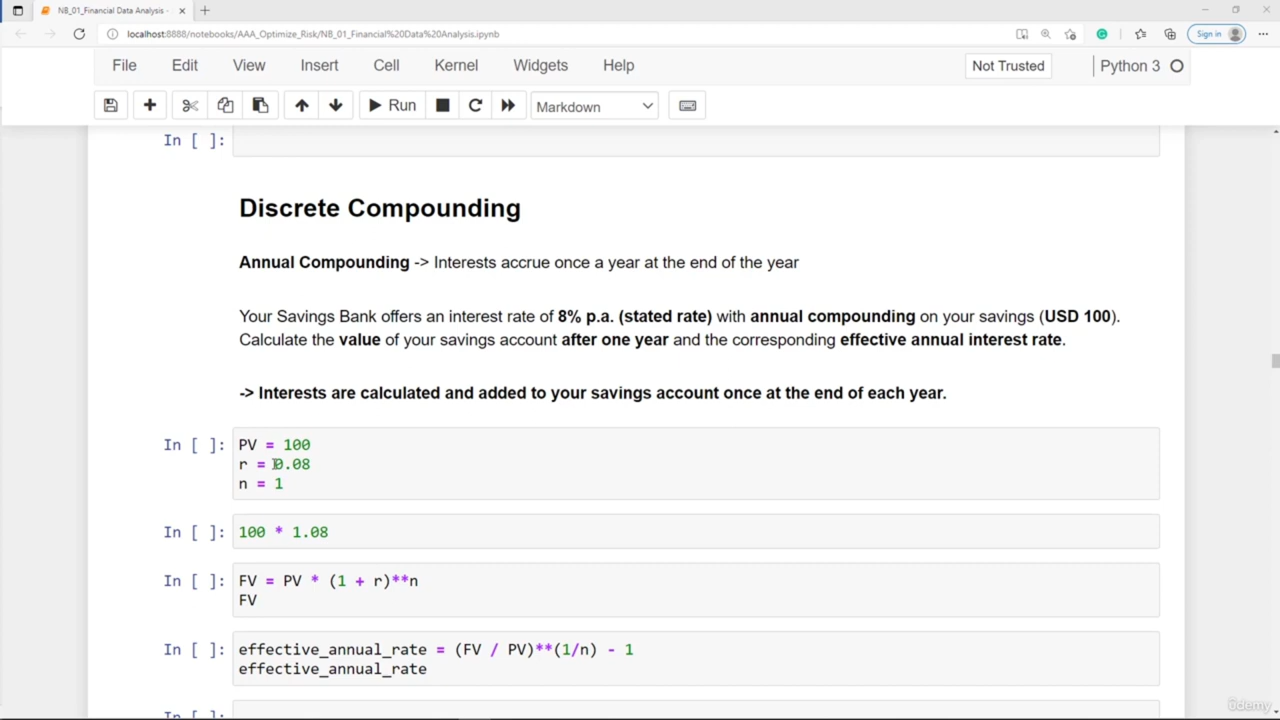 NB_01_Financial Data Analysis -
localhost:8888/notebooks/AAA_Optimize_Risk/NB_01_Financial%20Data%20Analysis.ipynb
Sign in
File Edit View Insert Cell Kernel Widgets Help Not Trusted Python 3
Run Markdown
In [ ]:
Discrete Compounding
Annual Compounding -> Interests accrue once a year at the end of the year
Your Savings Bank offers an interest rate of 8% p.a. (stated rate) with annual compounding on your savings (USD 100).
Calculate the value of your savings account after one year and the corresponding effective annual interest rate.
-> Interests are calculated and added to your savings account once at the end of each year.
In [ ]: PV = 100
r = 0.08
n = 1
In [ ]: 100 * 1.08
In [ ]: FV = PV * (1 + r)**n
FV
In [ ]: effective_annual_rate = (FV / PV)**(1/n) - 1
effective_annual_rate
In [ ]:
ûdemy